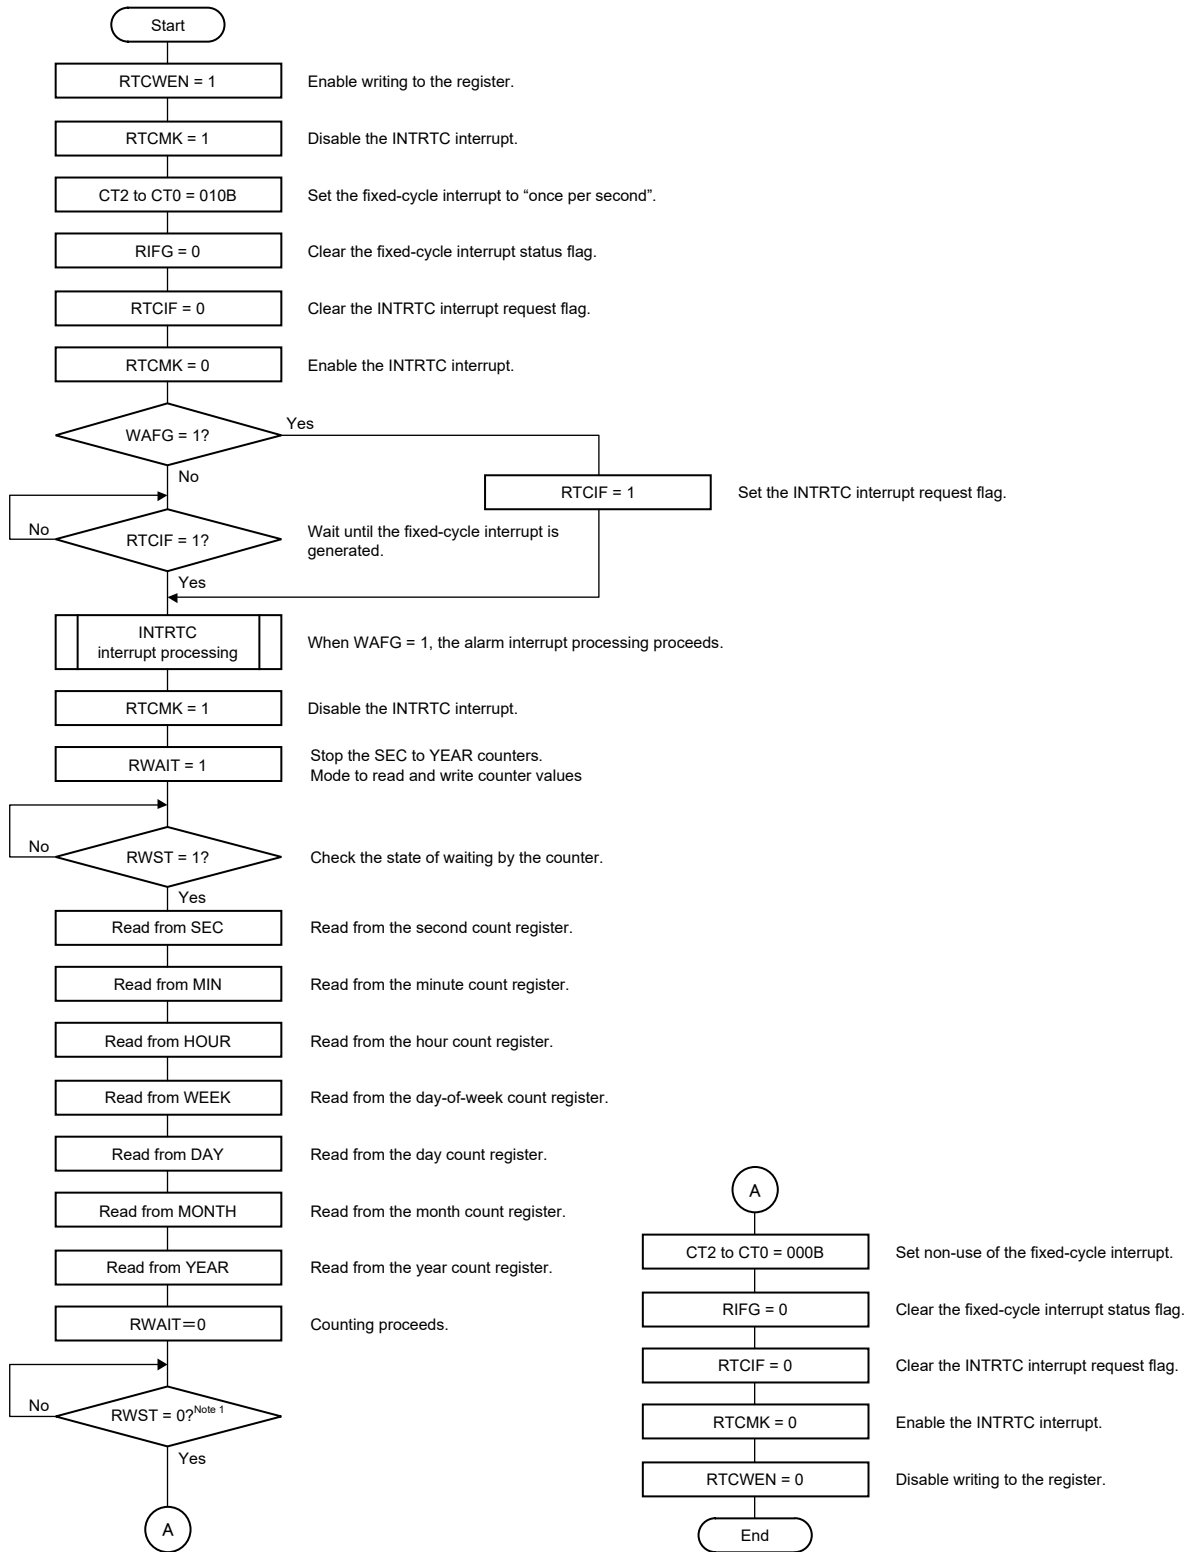 Start
RTCWEN = 1
Enable writing to the register.
RTCMK = 1
Disable the INTRTC interrupt.
CT2 to CT0 = 010B
Set the fixed-cycle interrupt to “once per second”.
RIFG = 0
Clear the fixed-cycle interrupt status flag.
RTCIF = 0
Clear the INTRTC interrupt request flag.
RTCMK = 0
Enable the INTRTC interrupt.
WAFG = 1?
Yes
No
RTCIF = 1
Set the INTRTC interrupt request flag.
No
RTCIF = 1?
Wait until the fixed-cycle interrupt is
generated.
Yes
INTRTC
interrupt processing
When WAFG = 1, the alarm interrupt processing proceeds.
RTCMK = 1
Disable the INTRTC interrupt.
RWAIT = 1
Stop the SEC to YEAR counters.
Mode to read and write counter values
No
RWST = 1?
Check the state of waiting by the counter.
Yes
Read from SEC
Read from the second count register.
Read from MIN
Read from the minute count register.
Read from HOUR
Read from the hour count register.
Read from WEEK
Read from the day-of-week count register.
Read from DAY
Read from the day count register.
Read from MONTH
Read from the month count register.
Read from YEAR
Read from the year count register.
RWAIT=0
Counting proceeds.
No
RWST = 0?Note 1
Yes
A
A
CT2 to CT0 = 000B
Set non-use of the fixed-cycle interrupt.
RIFG = 0
Clear the fixed-cycle interrupt status flag.
RTCIF = 0
Clear the INTRTC interrupt request flag.
RTCMK = 0
Enable the INTRTC interrupt.
RTCWEN = 0
Disable writing to the register.
End